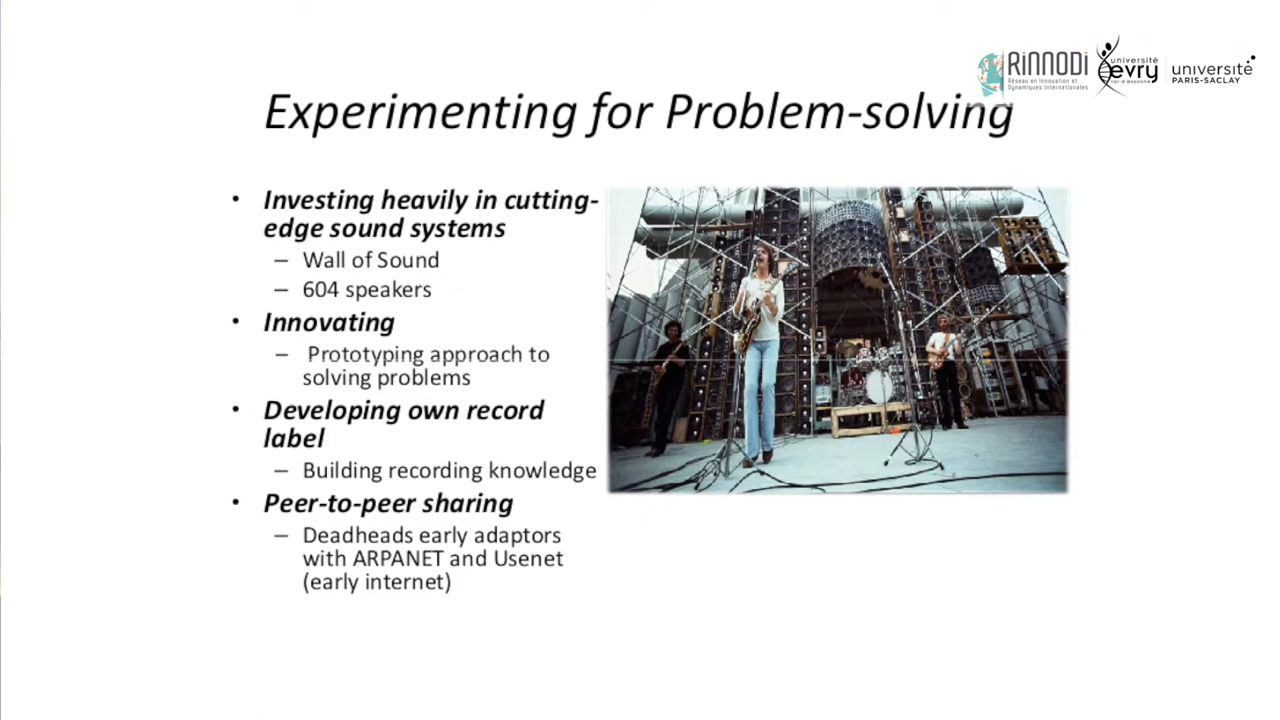 RiNNODi
Réseau en Innovation et
Dynamiques Internationales
université
evry
val-d'essonne
université
PARIS-SACLAY
Experimenting for Problem-solving
• Investing heavily in cutting-
edge sound systems
– Wall of Sound
– 604 speakers
• Innovating
– Prototyping approach to
solving problems
• Developing own record
label
– Building recording knowledge
• Peer-to-peer sharing
– Deadheads early adaptors
with ARPANET and Usenet
(early internet)